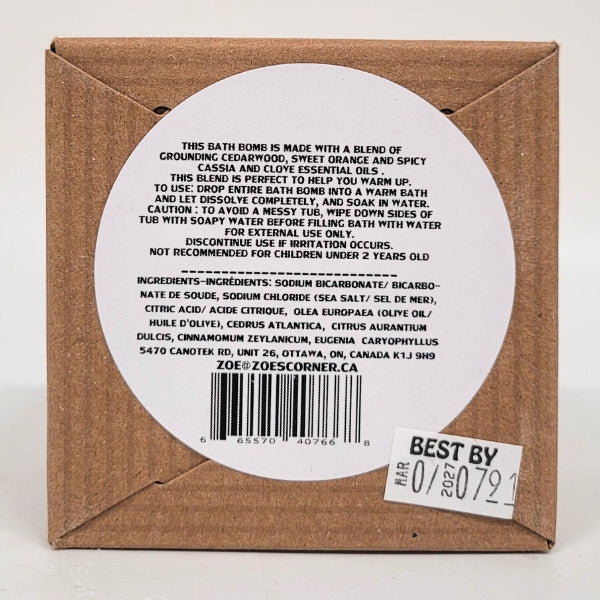 THIS BATH BOMB IS MADE WITH A BLEND OF
GROUNDING CEDARWOOD, SWEET ORANGE AND SPICY
CASSIA AND CLOVE ESSENTIAL OILS .
THIS BLEND IS PERFECT TO HELP YOU WARM UP.
TO USE: DROP ENTIRE BATH BOMB INTO A WARM BATH
AND LET DISSOLVE COMPLETELY, AND SOAK IN WATER.
CAUTION : TO AVOID A MESSY TUB, WIPE DOWN SIDES OF
TUB WITH SOAPY WATER BEFORE FILLING BATH WITH WATER
FOR EXTERNAL USE ONLY.
DISCONTINUE USE IF IRRITATION OCCURS.
NOT RECOMMENDED FOR CHILDREN UNDER 2 YEARS OLD
----------------------------
INGREDIENTS-INGRÉDIENTS: SODIUM BICARBONATE/ BICARBO-
NATE DE SOUDE, SODIUM CHLORIDE (SEA SALT/ SEL DE MER),
CITRIC ACID/ ACIDE CITRIQUE, OLEA EUROPAEA (OLIVE OIL/
HUILE D'OLIVE), CEDRUS ATLANTICA, CITRUS AURANTIUM
DULCIS, CINNAMOMUM ZEYLANICUM, EUGENIA CARYOPHYLLUS
5470 CANOTEK RD, UNIT 26, OTTAWA, ON, CANADA K1J 9H9
ZOE@ZOESCORNER.CA
6 65570 40766 8
BEST BY
MAR 0/ 2027 079 1